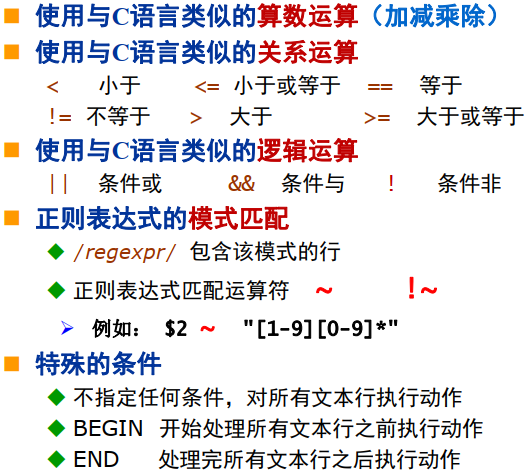 使用与C语言类似的算数运算（加减乘除）
使用与C语言类似的关系运算
< 小于 <= 小于或等于 == 等于
!= 不等于 > 大于 >= 大于或等于
使用与C语言类似的逻辑运算
|| 条件或 && 条件与 ! 条件非
正则表达式的模式匹配
/regexpr/ 包含该模式的行
正则表达式匹配运算符 ~ !~
例如： $2 ~ "[1-9][0-9]*"
特殊的条件
不指定任何条件，对所有文本行执行动作
BEGIN 开始处理所有文本行之前执行动作
END 处理完所有文本行之后执行动作